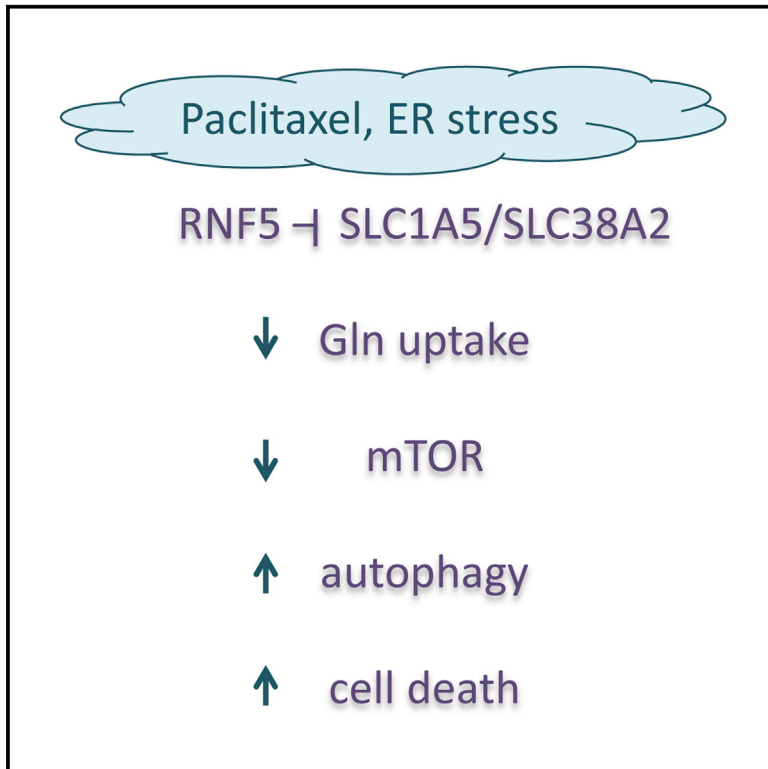 Paclitaxel, ER stress
RNF5 ⊣ SLC1A5/SLC38A2
↓ Gln uptake
↓ mTOR
↑ autophagy
↑ cell death